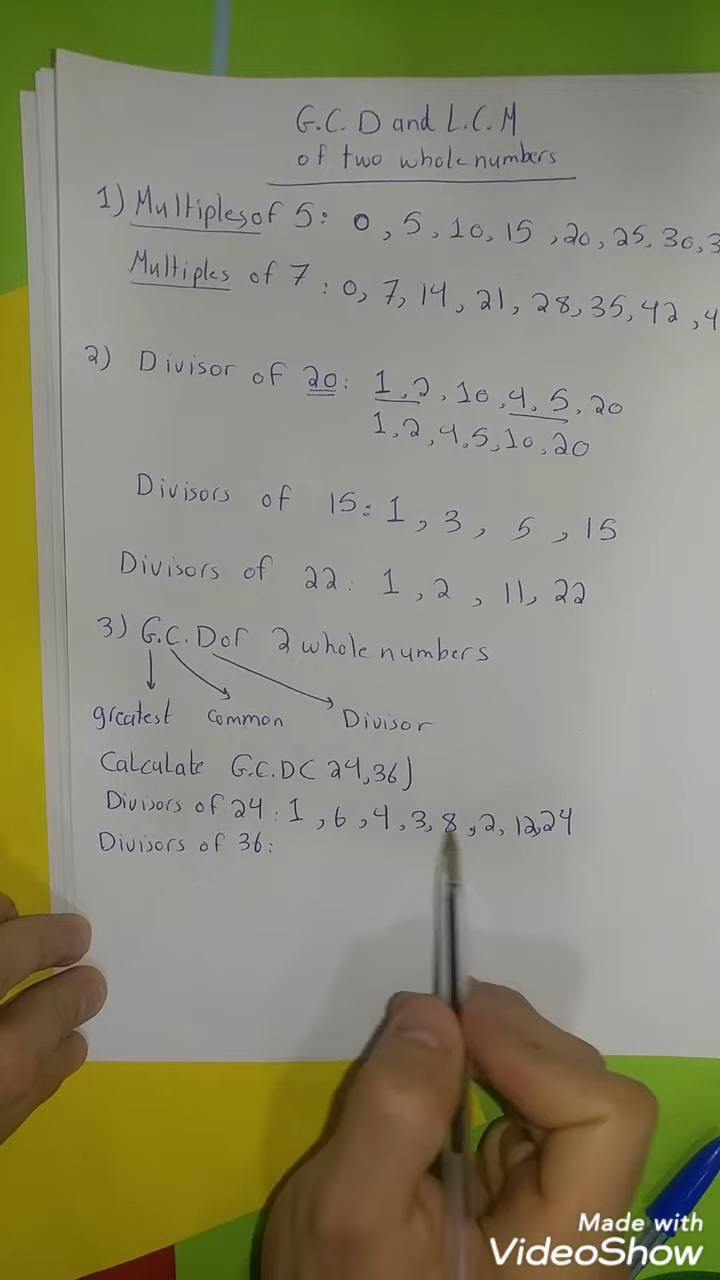 G.C.D and L.C.M
of two whole numbers
1) Multiples of 5: 0, 5, 10, 15, 20, 25, 30, 3
Multiples of 7: 0, 7, 14, 21, 28, 35, 42, 4
2) Divisor of 20: 1, 2, 10, 4, 5, 20
1, 2, 4, 5, 10, 20
Divisors of 15: 1, 3, 5, 15
Divisors of 22: 1, 2, 11, 22
3) G.C.D of 2 whole numbers
greatest common Divisor
Calculate G.C.D(24,36)
Divisors of 24: 1, 6, 4, 3, 8, 2, 12, 24
Divisors of 36:
Made with
VideoShow